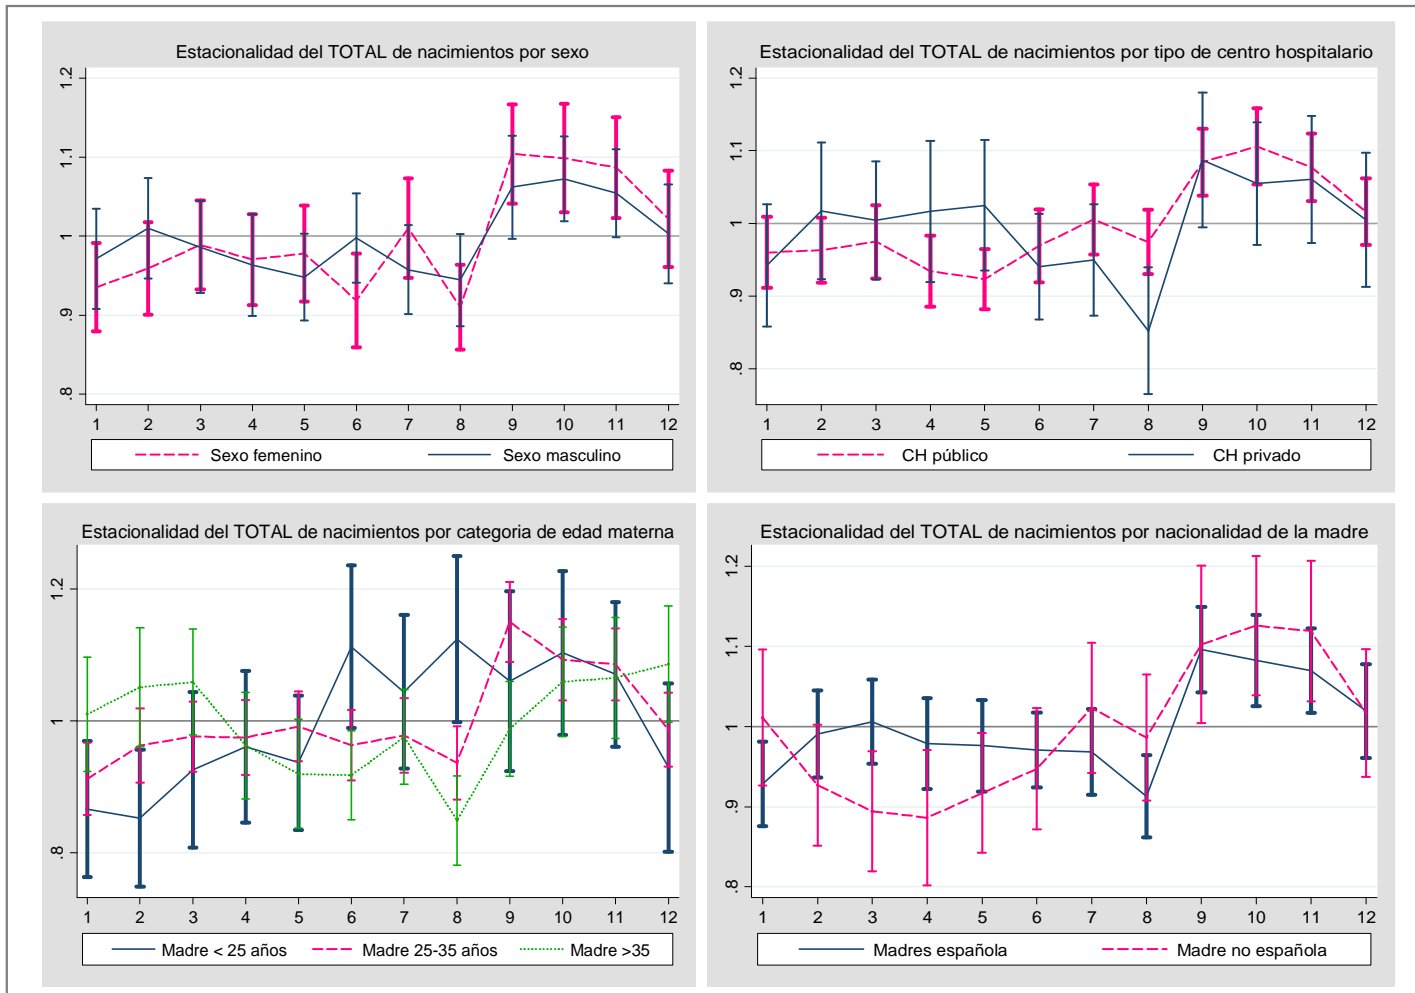 Estacionalidad del TOTAL de nacimientos por sexo
1.2
1.1
1
.9
.8
1 2 3 4 5 6 7 8 9 10 11 12
Sexo femenino Sexo masculino
Estacionalidad del TOTAL de nacimientos por tipo de centro hospitalario
1.2
1.1
1
.9
.8
1 2 3 4 5 6 7 8 9 10 11 12
CH público CH privado
Estacionalidad del TOTAL de nacimientos por categoria de edad materna
1.2
1
.8
1 2 3 4 5 6 7 8 9 10 11 12
Madre < 25 años Madre 25-35 años Madre >35
Estacionalidad del TOTAL de nacimientos por nacionalidad de la madre
1.2
1.1
1
.9
.8
1 2 3 4 5 6 7 8 9 10 11 12
Madres española Madre no española